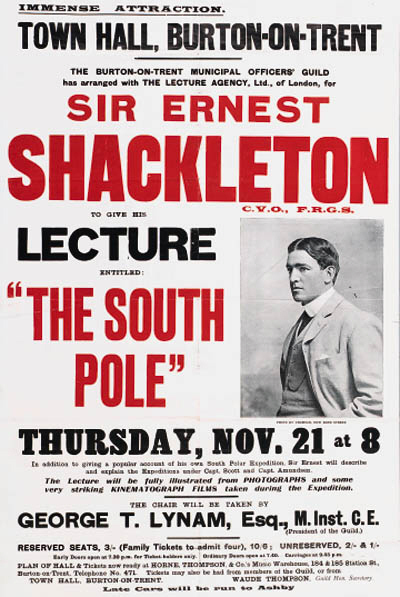 IMMENSE ATTRACTION.
TOWN HALL, BURTON-ON-TRENT
THE BURTON-ON-TRENT MUNICIPAL OFFICERS' GUILD
has arranged with THE LECTURE AGENCY, Ltd., of London, for
SIR ERNEST
SHACKLETON
C.V.O., F.R.G.S.
TO GIVE HIS
LECTURE
ENTITLED:
"THE SOUTH
POLE"
THURSDAY, NOV. 21 at 8
In addition to giving a popular account of his own South Polar Expedition, Sir Ernest will describe
and explain the Expeditions under Capt. Scott and Capt. Amundsen.
The Lecture will be fully illustrated from PHOTOGRAPHS and some
very striking KINEMATOGRAPH FILMS taken during the Expedition.
THE CHAIR WILL BE TAKEN BY
GEORGE T. LYNAM, Esq., M.Inst. C.E.
(President of the Guild.)
RESERVED SEATS, 3/- (Family Tickets to admit four), 10/6; UNRESERVED, 2/- & 1/-
Early Doors open at 7.30 p.m. for Ticket-holders only. Ordinary Doors open at 7.40. Carriages at 9.45 p.m.
PLAN OF HALL & Tickets now ready at HORNE, THOMPSON, & Co.'s Music Warehouse, 184 & 185 Station St.,
Burton-on-Trent. Telephone No. 471. Tickets may also be had from members of the Guild, or from
TOWN HALL, BURTON-ON-TRENT. WAUDE THOMPSON, Guild Hon. Secretary.
Late Cars will be run to Ashby